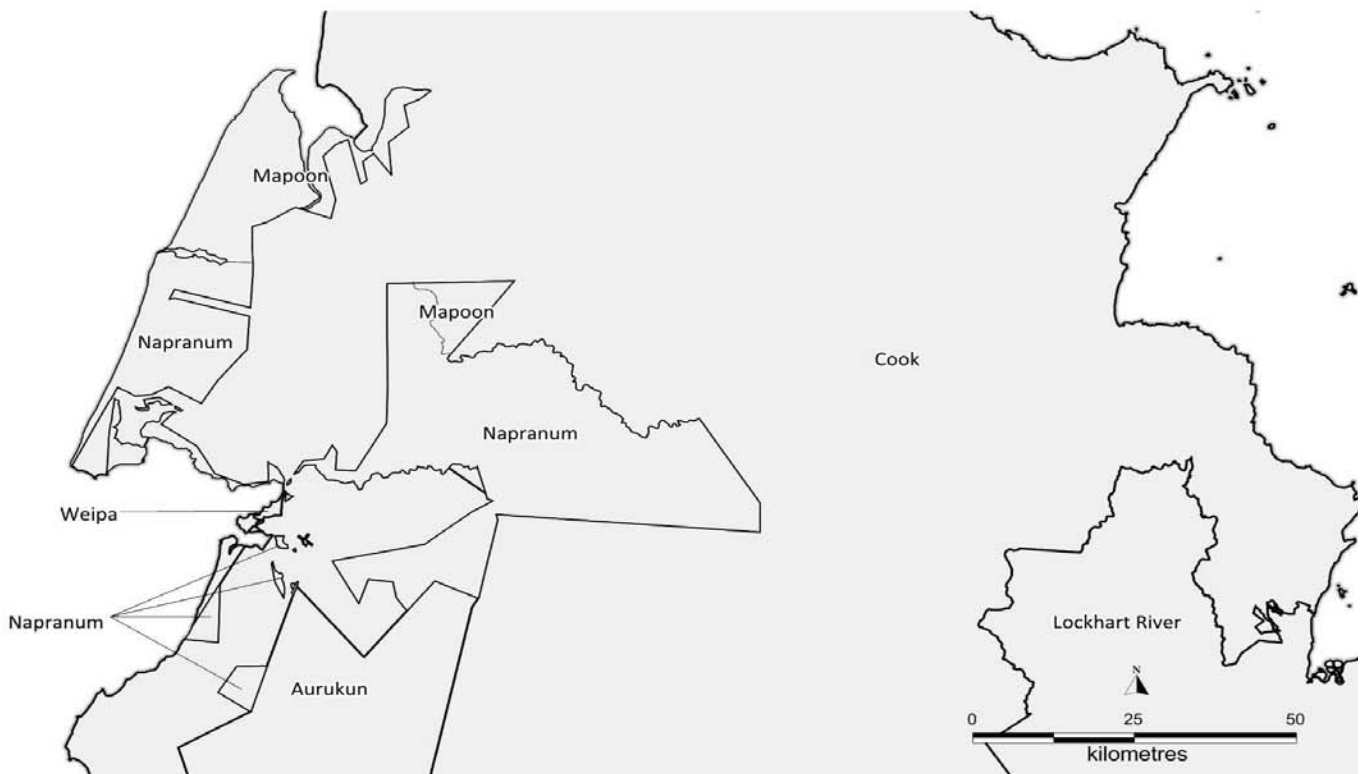 Mapoon
Mapoon
Napranum
Cook
Napranum
Weipa
Napranum
Lockhart River
Aurukun
N
0 25 50
kilometres